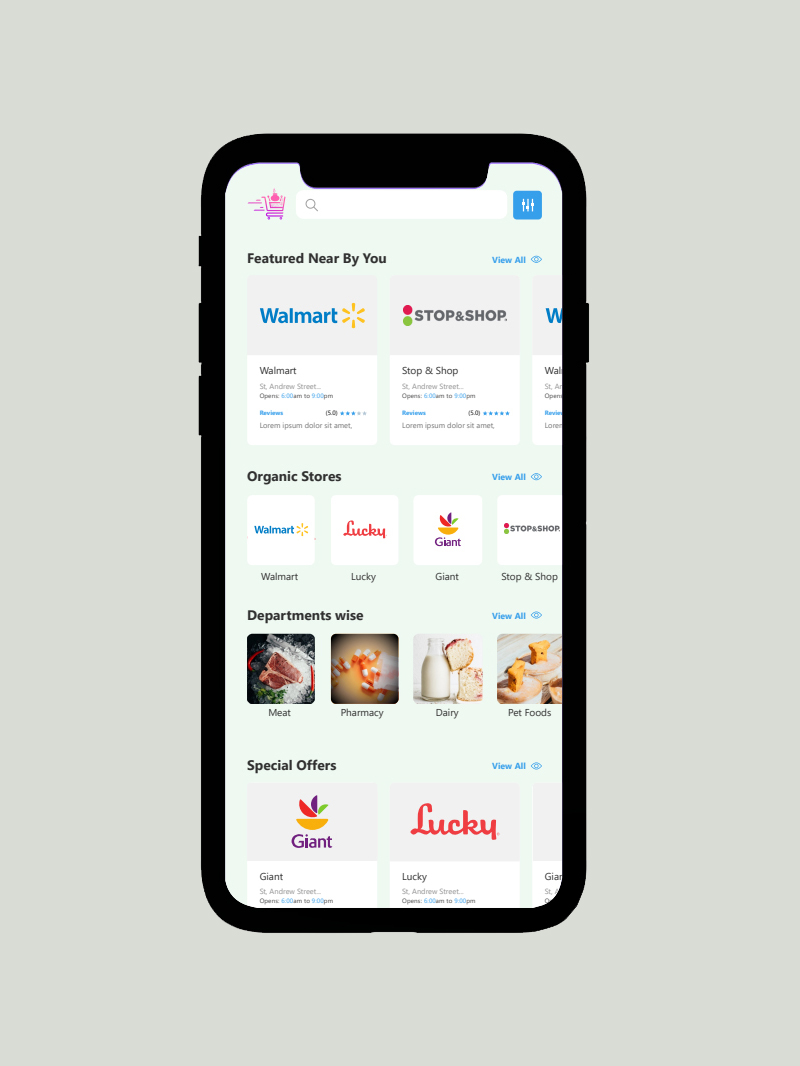 Featured Near By You
View All
Walmart
STOP&SHOP.
W
Walmart
Stop & Shop
Wal
St, Andrew Street...
St, Andrew Street...
St, A
Opens: 6:00am to 9:00pm
Opens: 6:00am to 9:00pm
Open
Reviews (5.0)
Reviews (5.0)
Revie
Lorem ipsum dolor sit amet,
Lorem ipsum dolor sit amet,
Lore
Organic Stores
View All
Walmart
Lucky
Giant
STOP&SHOP.
Walmart
Lucky
Giant
Stop & Shop
Departments wise
View All
Meat
Pharmacy
Dairy
Pet Foods
Special Offers
View All
Giant
Lucky
Giant
Lucky
Gian
St, Andrew Street...
St, Andrew Street...
St, A
Opens: 6:00am to 9:00pm
Opens: 6:00am to 9:00pm